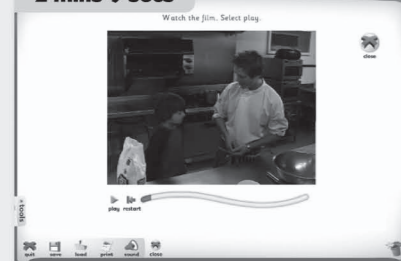 Watch the film. Select play.
close
play restart
tools
quit save load print sound close